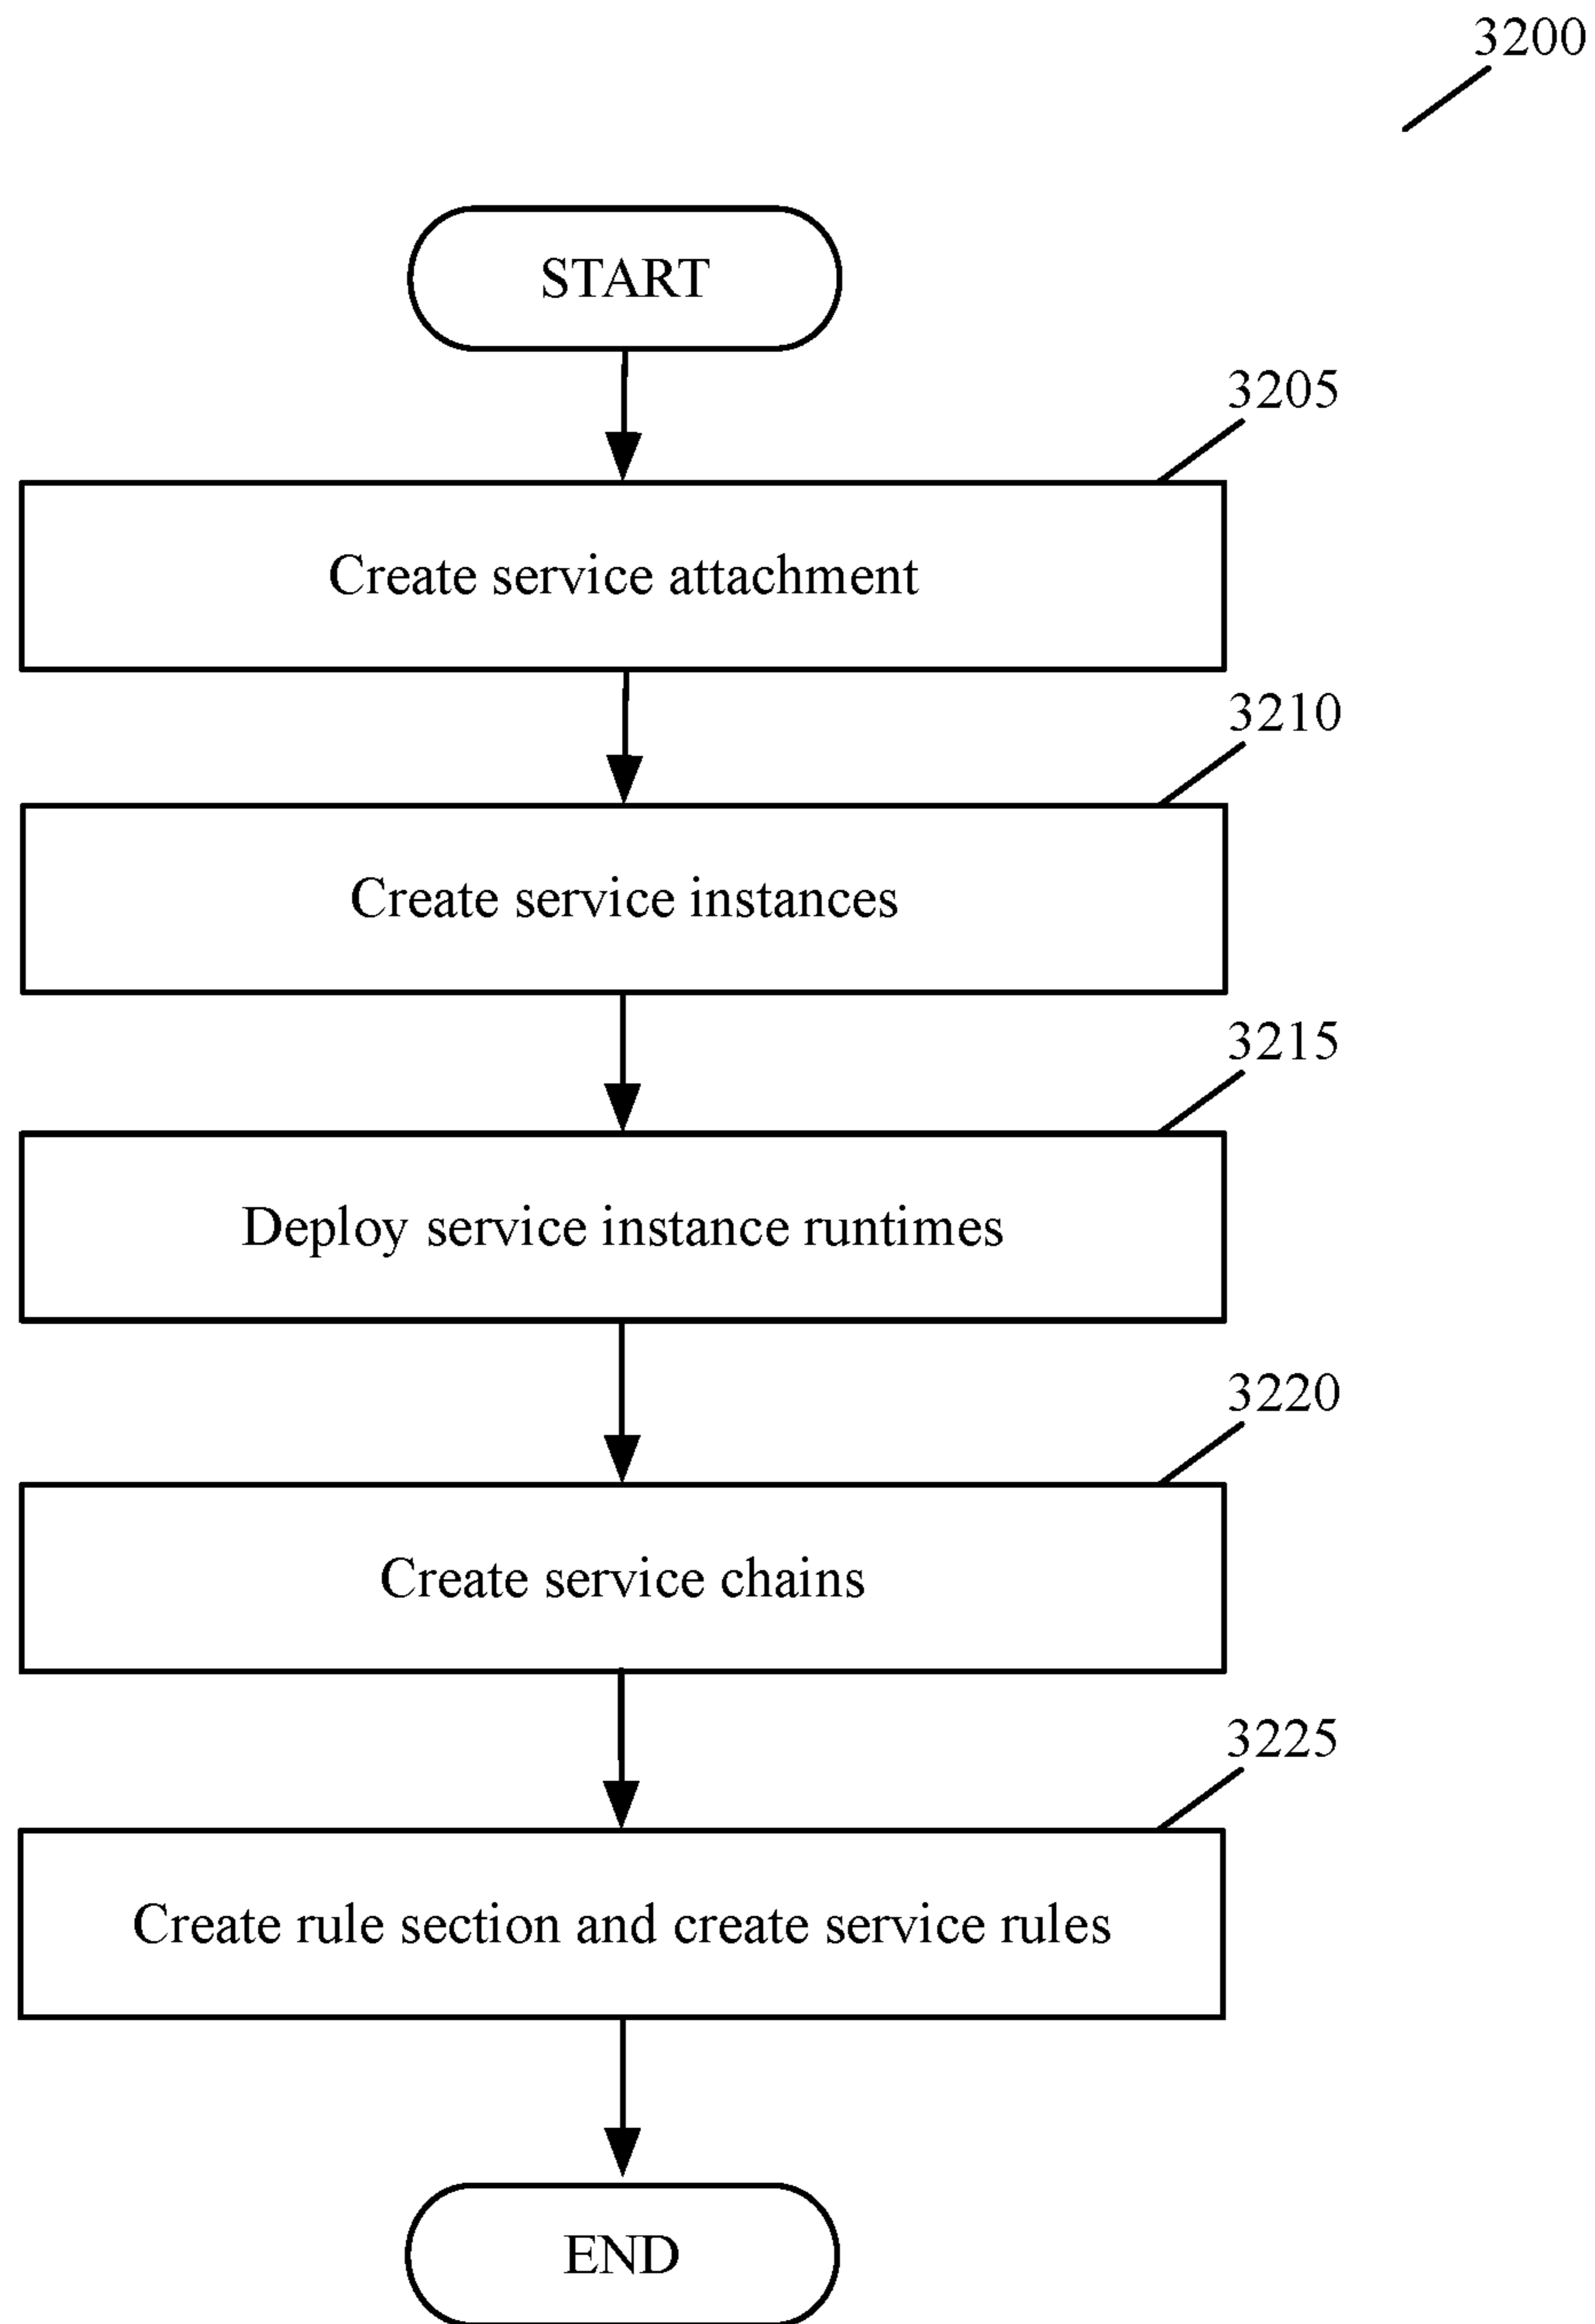 3200
START
3205
Create service attachment
3210
Create service instances
3215
Deploy service instance runtimes
3220
Create service chains
3225
Create rule section and create service rules
END